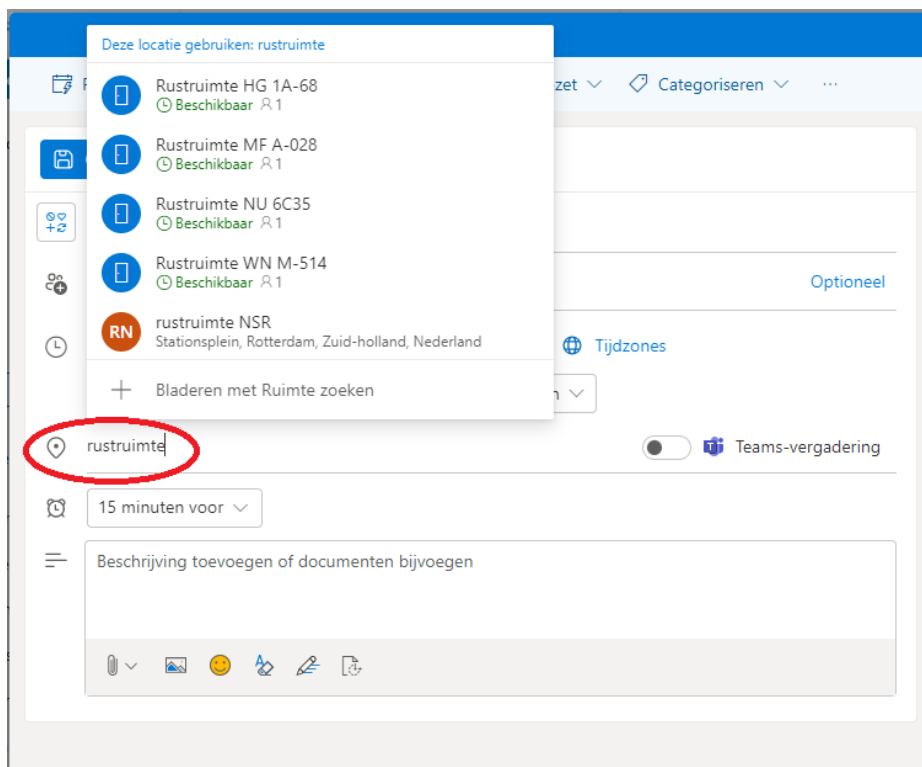 Deze locatie gebruiken: rustruimte
zet
Categoriseren
...
Rustruimte HG 1A-68
Beschikbaar 1
Rustruimte MF A-028
Beschikbaar 1
Rustruimte NU 6C35
Beschikbaar 1
Rustruimte WN M-514
Beschikbaar 1
Optioneel
RN
rustruimte NSR
Stationsplein, Rotterdam, Zuid-holland, Nederland
Tijdzones
Bladeren met Ruimte zoeken
rustruimte
Teams-vergadering
15 minuten voor
Beschrijving toevoegen of documenten bijvoegen